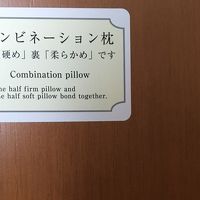 ンビネーション枕
「硬め」裏「柔らかめ」です
Combination pillow
he half firm pillow and
e half soft pillow bond together.